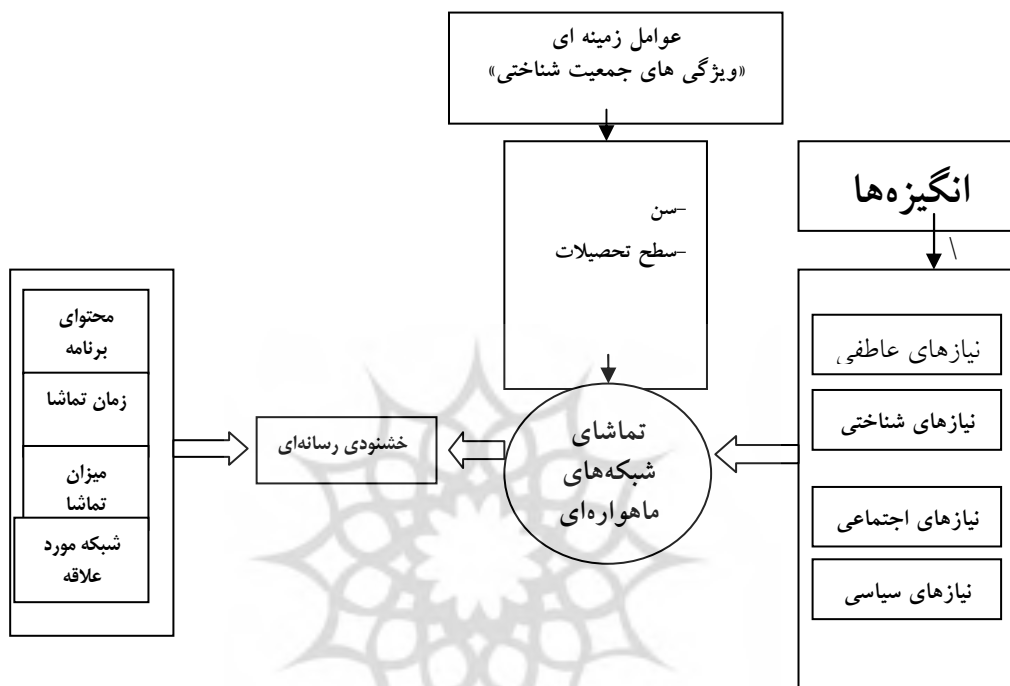 عوامل زمینه ای
«ویژگی های جمعیت شناختی»
انگیزه‌ها
\
-سن
-سطح تحصیلات
نیازهای عاطفی
نیازهای شناختی
نیازهای اجتماعی
نیازهای سیاسی
تماشای
شبکه‌های
ماهواره‌ای
خشنودی رسانه‌ای
محتوای
برنامه
زمان تماشا
میزان
تماشا
شبکه مورد
علاقه